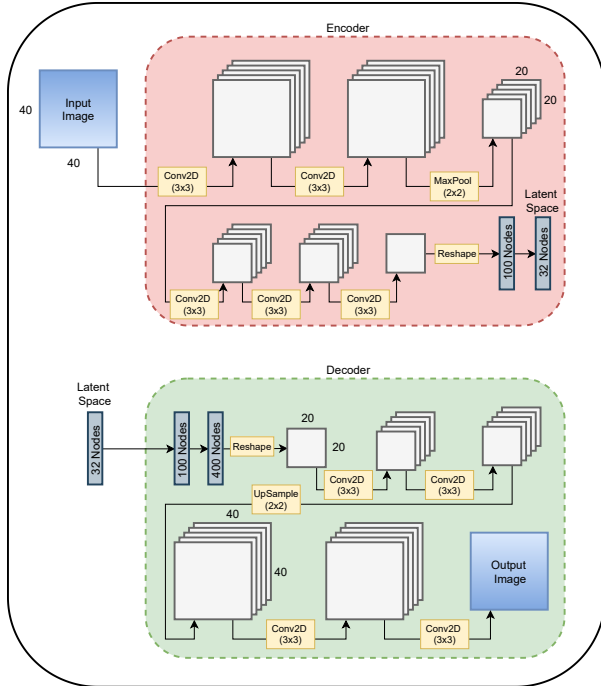 Encoder
40
Input
Image
40
Conv2D
(3x3)
Conv2D
(3x3)
MaxPool
(2x2)
20
20
Latent
Space
Conv2D
(3x3)
Conv2D
(3x3)
Conv2D
(3x3)
Reshape
100 Nodes
32 Nodes
Decoder
Latent
Space
32 Nodes
100 Nodes
400 Nodes
Reshape
20
20
Conv2D
(3x3)
Conv2D
(3x3)
UpSample
(2x2)
40
40
Conv2D
(3x3)
Conv2D
(3x3)
Output
Image